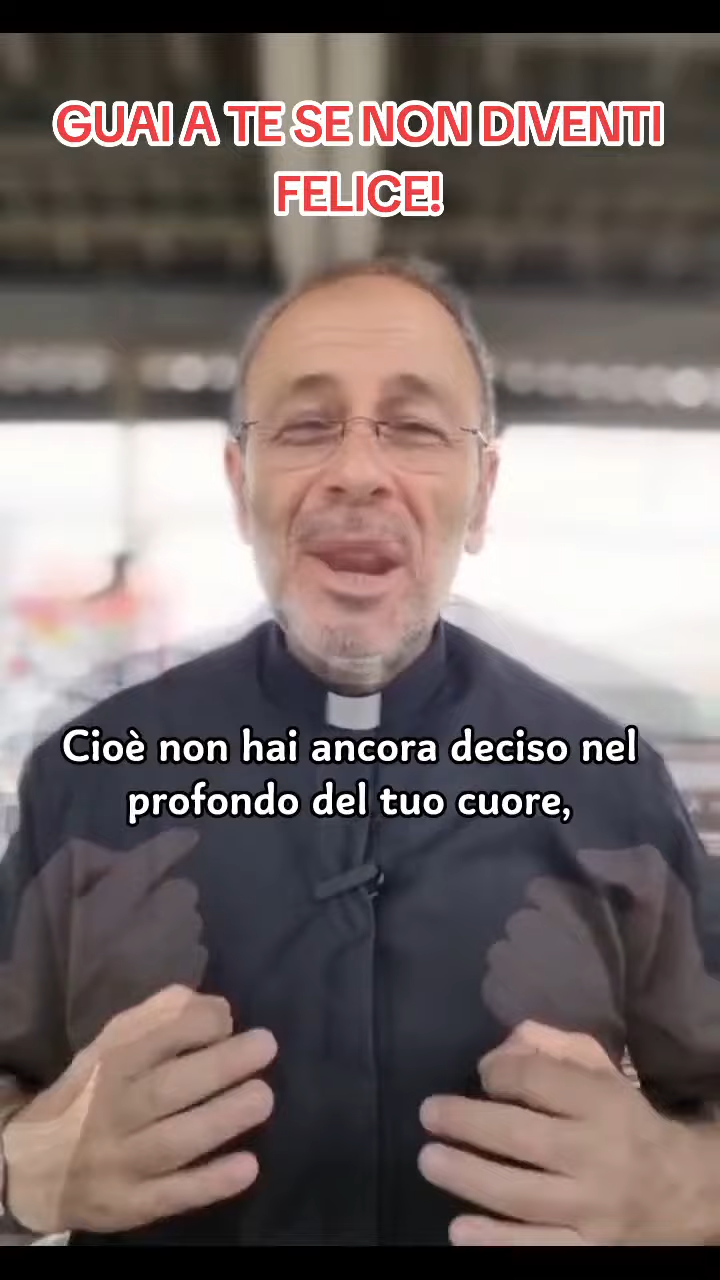 GUAI A TE SE NON DIVENTI
FELICE!
Cioè non hai ancora deciso nel
profondo del tuo cuore,